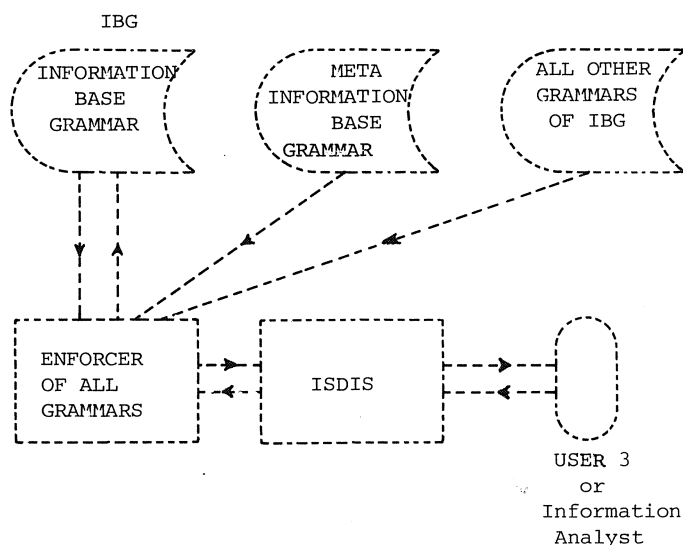 IBG
INFORMATION
BASE
GRAMMAR
META
INFORMATION
BASE
GRAMMAR
ALL OTHER
GRAMMARS
OF IBG
ENFORCER
OF ALL
GRAMMARS
ISDIS
USER 3
or
Information
Analyst